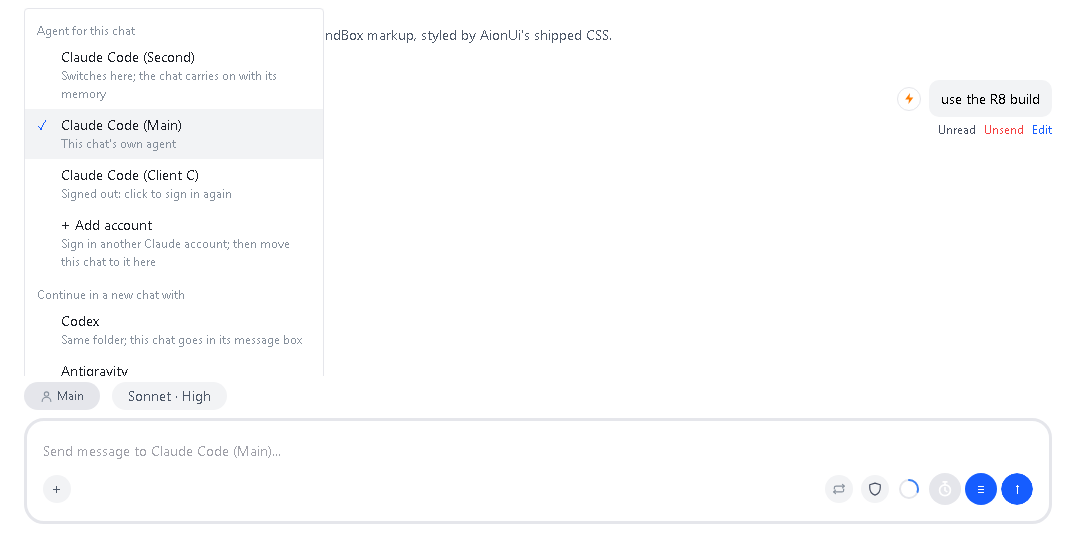 Agent for this chat
ndBox markup, styled by AionUi's shipped CSS.
Claude Code (Second)
Switches here; the chat carries on with its
memory
use the R8 build
Unread Unsend Edit
✓ Claude Code (Main)
This chat's own agent
Claude Code (Client C)
Signed out: click to sign in again
+ Add account
Sign in another Claude account; then move
this chat to it here
Continue in a new chat with
Codex
Same folder; this chat goes in its message box
Antigravity
Main
Sonnet · High
Send message to Claude Code (Main)...